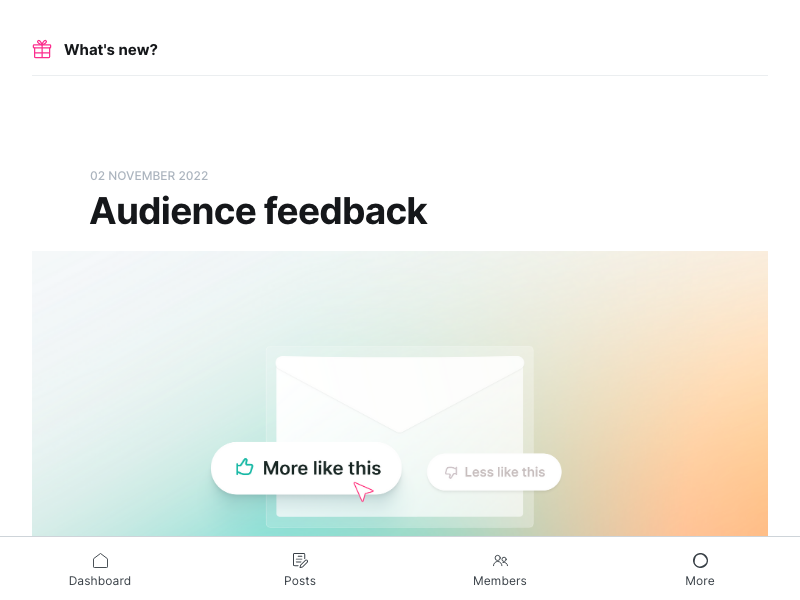 What's new?
02 NOVEMBER 2022
Audience feedback
More like this
Less like this
Dashboard
Posts
Members
More